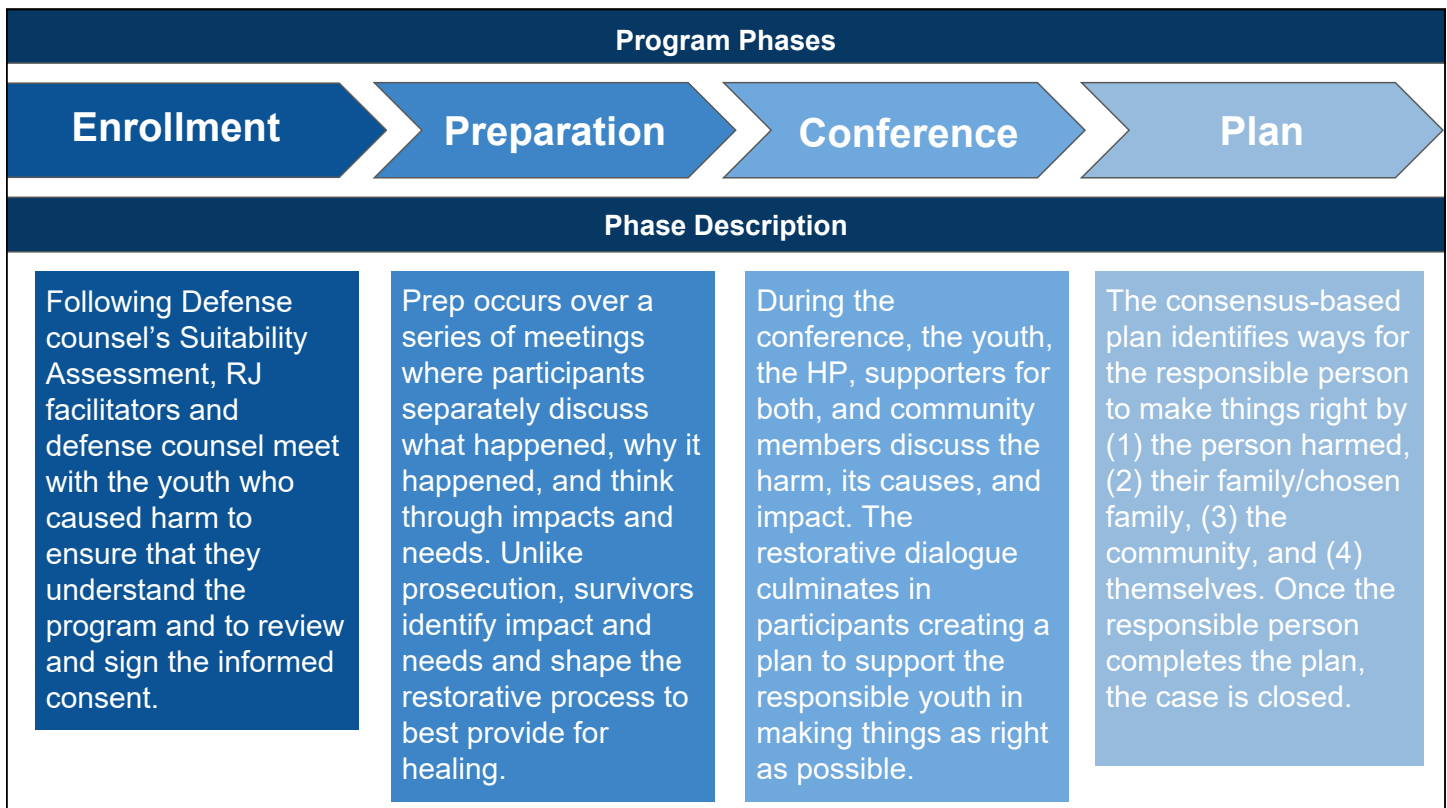 Program Phases
Enrollment
Preparation
Conference
Plan
Phase Description
Following Defense
counsel’s Suitability
Assessment, RJ
facilitators and
defense counsel meet
with the youth who
caused harm to
ensure that they
understand the
program and to review
and sign the informed
consent.
Prep occurs over a
series of meetings
where participants
separately discuss
what happened, why it
happened, and think
through impacts and
needs. Unlike
prosecution, survivors
identify impact and
needs and shape the
restorative process to
best provide for
healing.
During the
conference, the youth,
the HP, supporters for
both, and community
members discuss the
harm, its causes, and
impact. The
restorative dialogue
culminates in
participants creating a
plan to support the
responsible youth in
making things as right
as possible.
The consensus-based
plan identifies ways for
the responsible person
to make things right by
(1) the person harmed,
(2) their family/chosen
family, (3) the
community, and (4)
themselves. Once the
responsible person
completes the plan,
the case is closed.